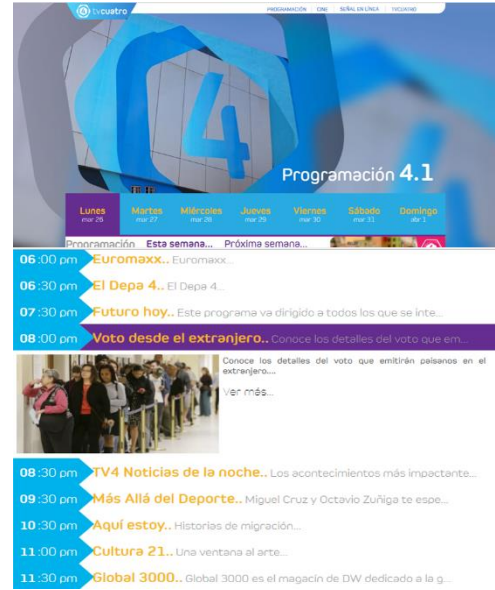 tvcuatro
PROGRAMACIÓN CINE SEÑAL EN LÍNEA TVCUATRO
4
Programación 4.1
Lunes Martes Miércoles Jueves Viernes Sábado Domingo
mar 26 mar 27 mar 28 mar 29 mar 30 mar 31 abr 1
Programación Esta semana... Próxima semana...
06:00 pm Euromaxx.. Euromaxx...
06:30 pm El Depa 4.. El Depa 4...
07:30 pm Futuro hoy.. Este programa va dirigido a todos los que se inte...
08:00 pm Voto desde el extranjero.. Conoce los detalles del voto que em...
Conoce los detalles del voto que emitirán paisanos en el
extranjero....
Ver más...
08:30 pm TV4 Noticias de la noche.. Los acontecimientos más impactante...
09:30 pm Más Allá del Deporte.. Miguel Cruz y Octavio Zuñiga te espe...
10:30 pm Aquí estoy.. Historias de migración...
11:00 pm Cultura 21.. Una ventana al arte...
11:30 pm Global 3000.. Global 3000 es el magacín de DW dedicado a la g...